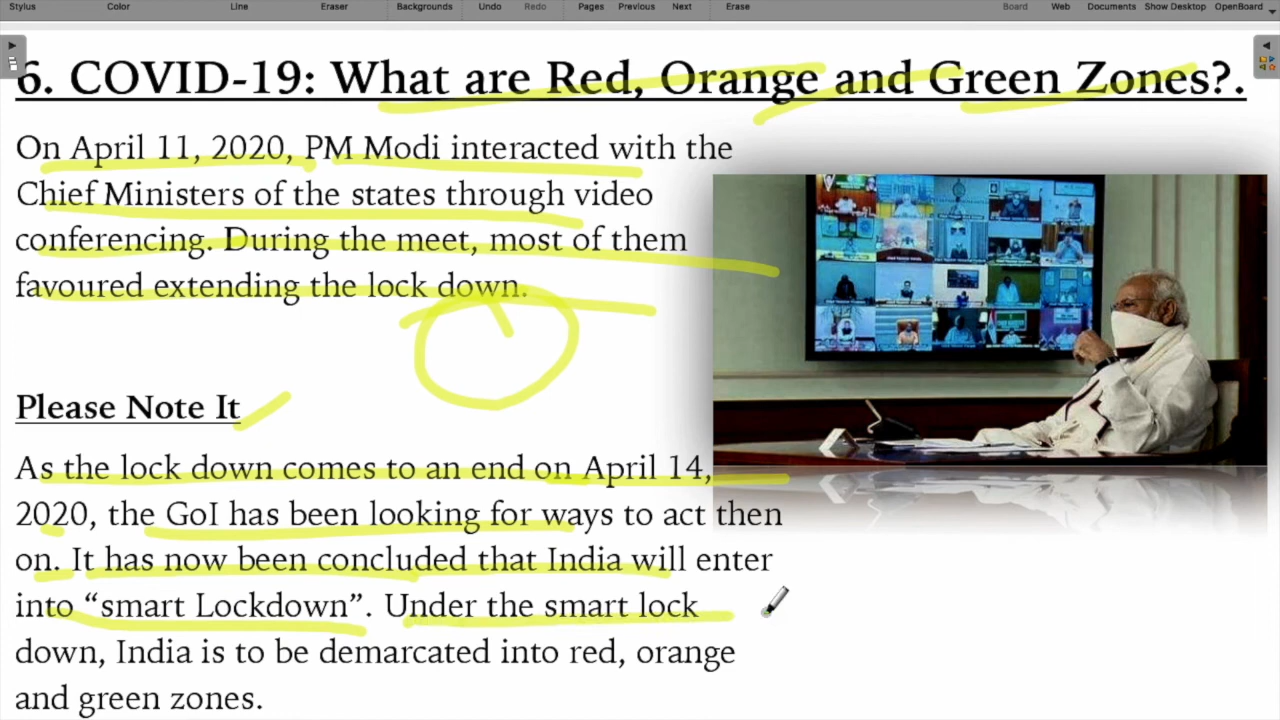 Stylus Color Line Eraser Backgrounds Undo Redo Pages Previous Next Erase Board Web Documents Show Desktop OpenBoard
6. COVID-19: What are Red, Orange and Green Zones?.
On April 11, 2020, PM Modi interacted with the
Chief Ministers of the states through video
conferencing. During the meet, most of them
favoured extending the lock down.
Please Note It
As the lock down comes to an end on April 14,
2020, the GoI has been looking for ways to act then
on. It has now been concluded that India will enter
into “smart Lockdown”. Under the smart lock
down, India is to be demarcated into red, orange
and green zones.